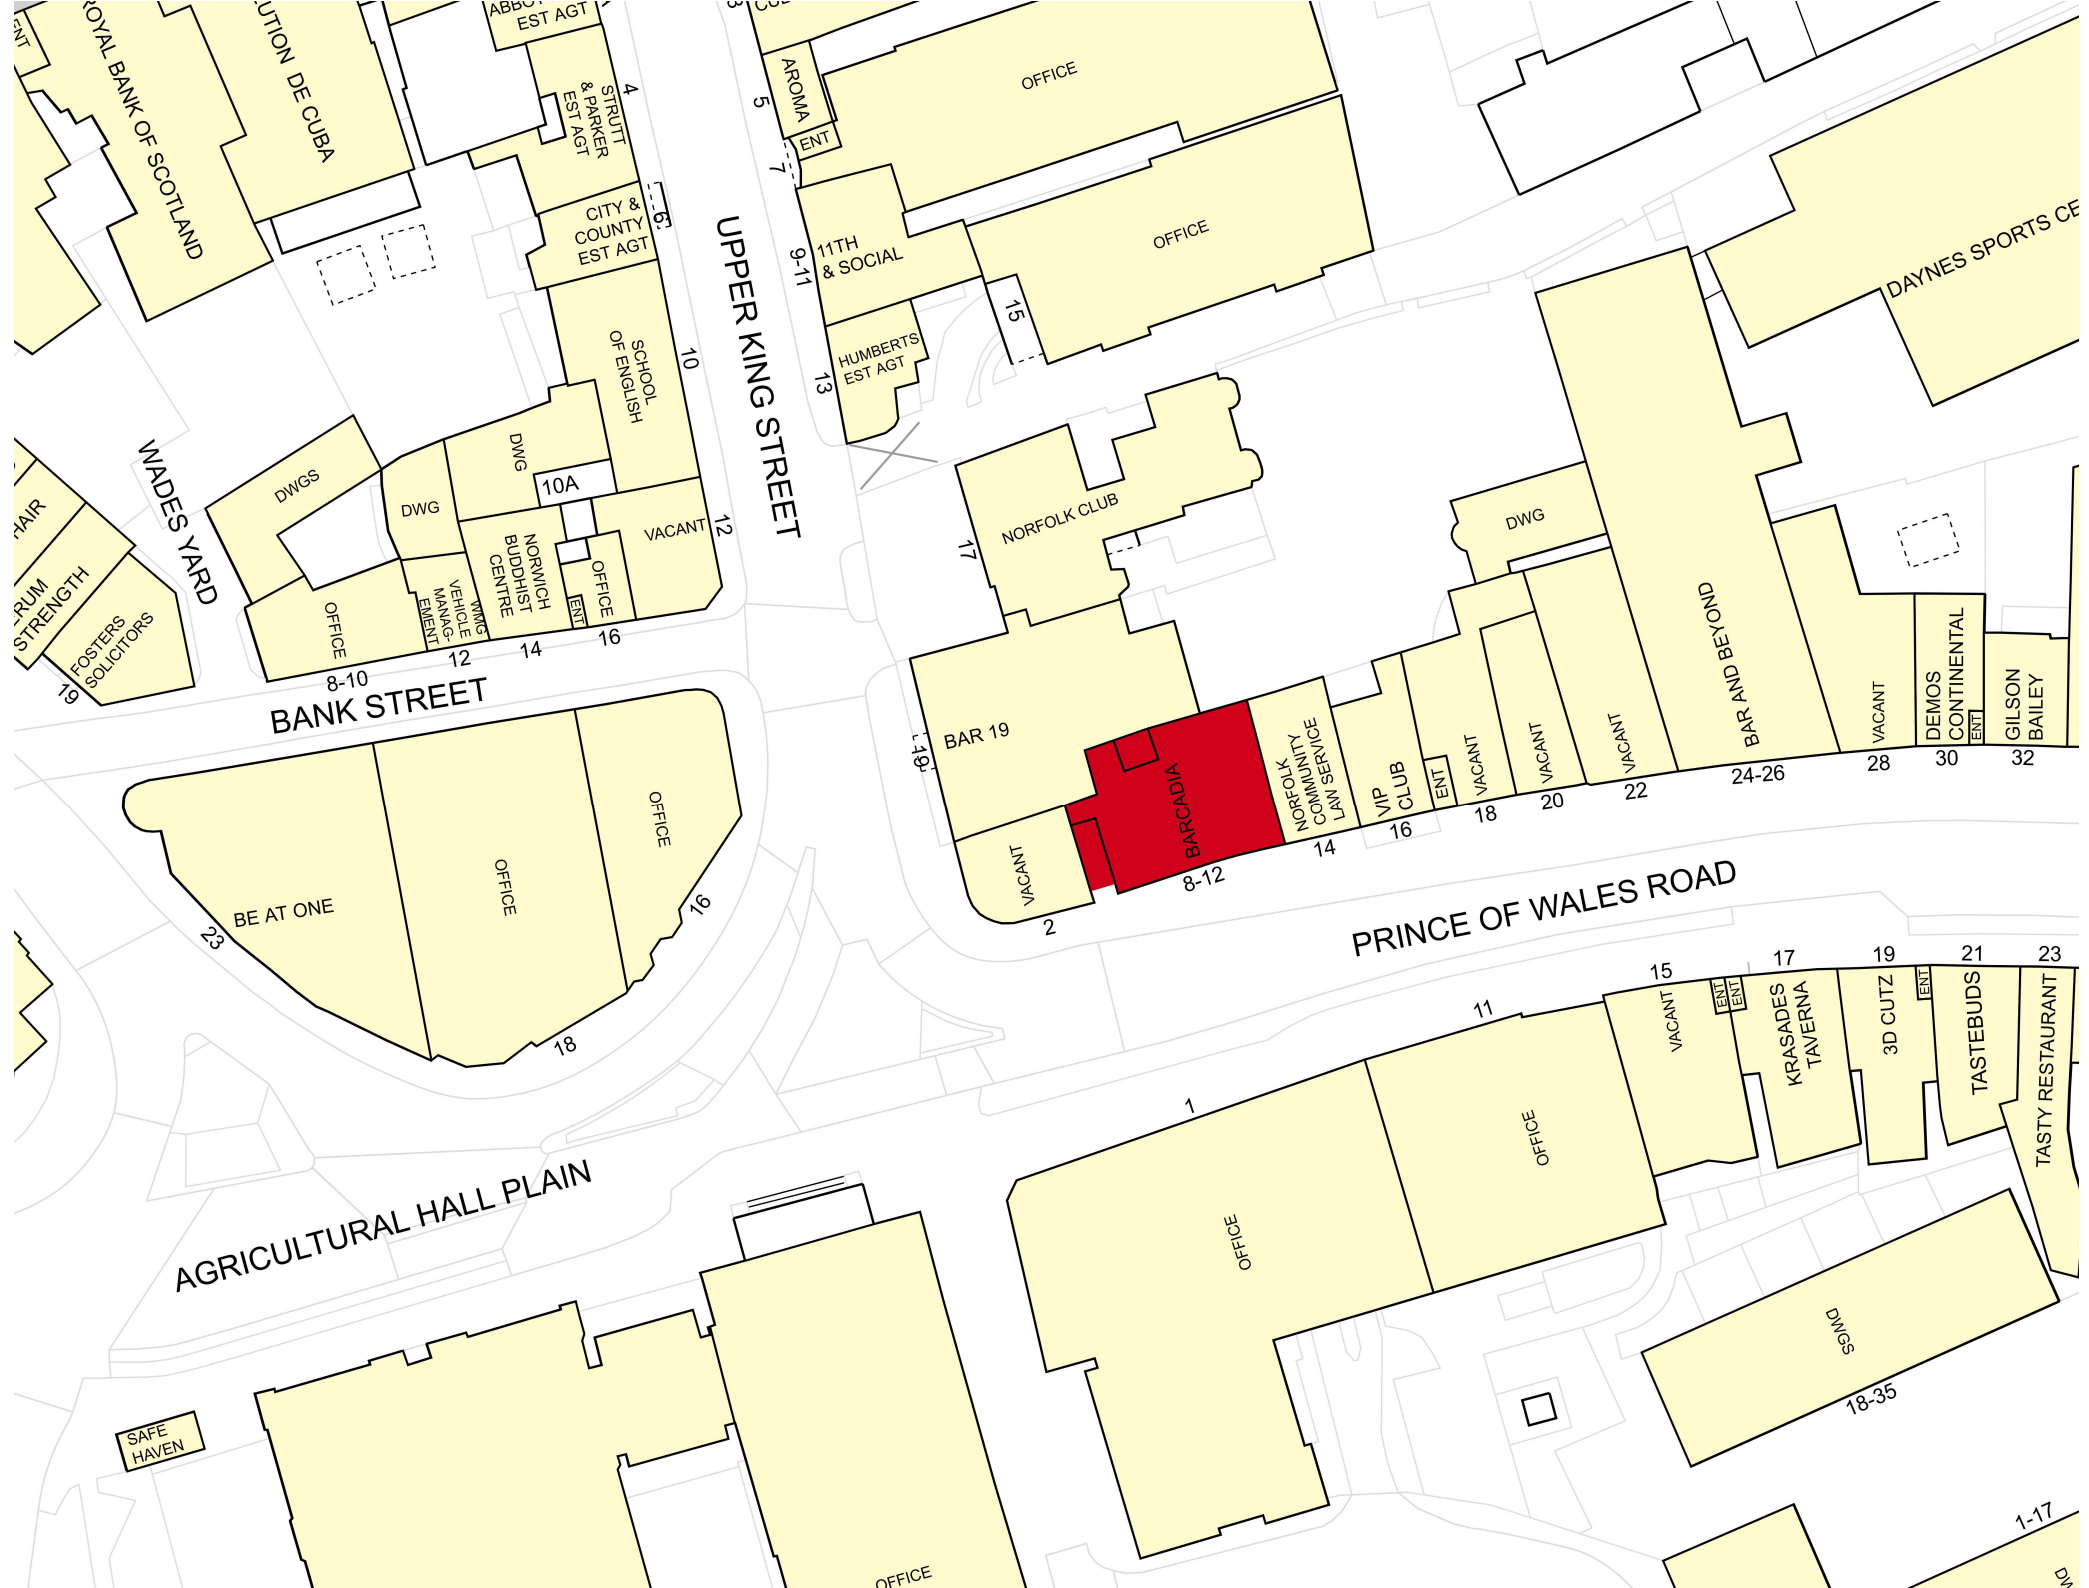 ENT
ROYAL BANK OF SCOTLAND
UTION DE CUBA
EST AGT
4
STRUTT
& PARKER
EST AGT
CITY &
COUNTY
EST AGT
6
5
AROMA
ENT
7
OFFICE
OFFICE
9-11
11TH
& SOCIAL
15
HUMBERTS
EST AGT
13
UPPER KING STREET
SCHOOL
OF ENGLISH
10
DAYNES SPORTS CE
WADES YARD
DWGS
DWG
DWG
10A
VACANT
12
NORWICH
BUDDHIST
CENTRE
WMG
VEHICLE
MANAG-
EMENT
OFFICE
ENT
OFFICE
8-10
12
14
16
HAIR
RUM
STRENGTH
FOSTERS
SOLICITORS
19
BANK STREET
NORFOLK CLUB
17
DWG
BAR 19
19
BARCADIA
8-12
VACANT
2
NORFOLK
COMMUNITY
LAW SERVICE
14
VIP
CLUB
16
ENT
VACANT
18
VACANT
20
VACANT
22
BAR AND BEYOND
24-26
VACANT
28
DEMOS
CONTINENTAL
ENT
30
GILSON
BAILEY
32
BE AT ONE
23
OFFICE
18
OFFICE
16
PRINCE OF WALES ROAD
1
OFFICE
11
OFFICE
15
VACANT
ENT
ENT
17
KRASADES
TAVERNA
19
3D CUTZ
ENT
21
TASTEBUDS
23
TASTY RESTAURANT
AGRICULTURAL HALL PLAIN
SAFE
HAVEN
OFFICE
DWGS
18-35
1-17